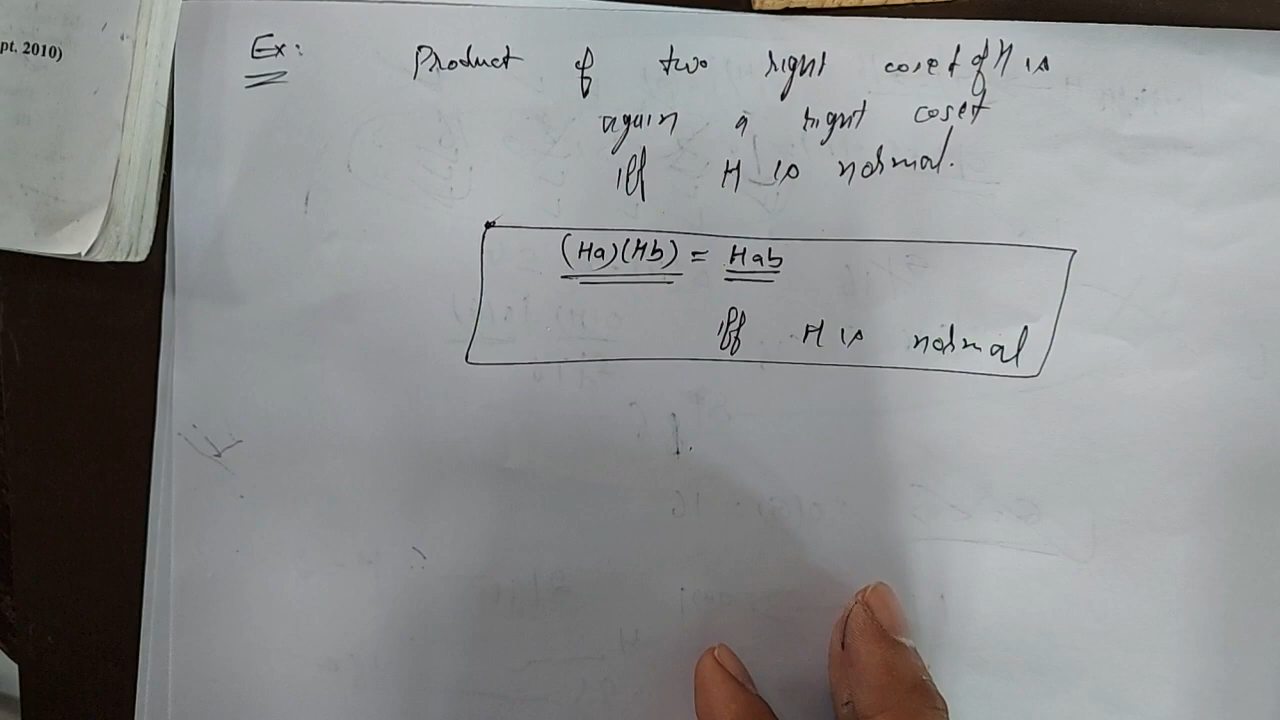 pt, 2010)
Ex:
Product of two right coset of H is
again a right coset
iff H is normal.
(Ha)(Hb) = Hab
iff H is normal